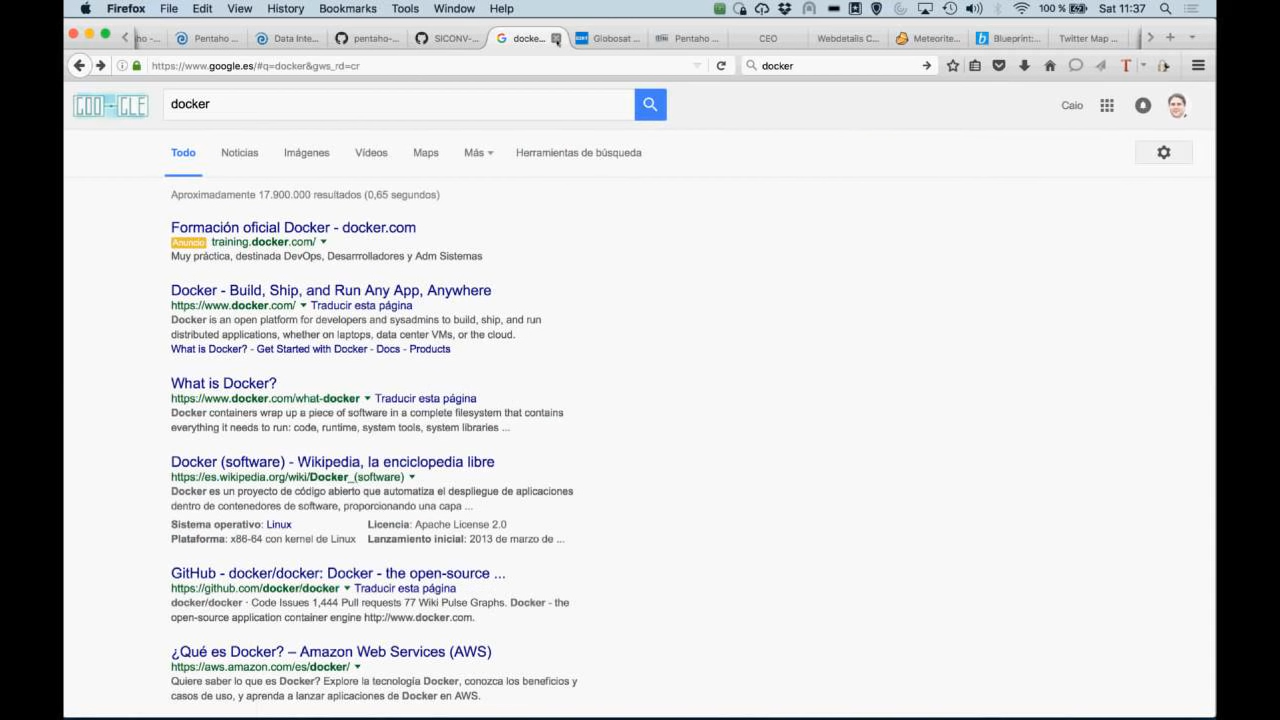 Firefox File Edit View History Bookmarks Tools Window Help 100 % Sat 11:37
ho -... Pentaho ... Data Inte... pentaho-... SICONV-... docke... Globosat ... Pentaho ... CEO Webdetails C... Meteorite... Blueprint:... Twitter Map ...
https://www.google.es/#q=docker&gws_rd=cr docker
GOO-GLE docker Caio
Todo Noticias Imágenes Vídeos Maps Más Herramientas de búsqueda
Aproximadamente 17.900.000 resultados (0,65 segundos)
Formación oficial Docker - docker.com
Anuncio training.docker.com/
Muy práctica, destinada DevOps, Desarrrolladores y Adm Sistemas
Docker - Build, Ship, and Run Any App, Anywhere
https://www.docker.com/ Traducir esta página
Docker is an open platform for developers and sysadmins to build, ship, and run
distributed applications, whether on laptops, data center VMs, or the cloud.
What is Docker? - Get Started with Docker - Docs - Products
What is Docker?
https://www.docker.com/what-docker Traducir esta página
Docker containers wrap up a piece of software in a complete filesystem that contains
everything it needs to run: code, runtime, system tools, system libraries ...
Docker (software) - Wikipedia, la enciclopedia libre
https://es.wikipedia.org/wiki/Docker_(software)
Docker es un proyecto de código abierto que automatiza el despliegue de aplicaciones
dentro de contenedores de software, proporcionando una capa ...
Sistema operativo: Linux Licencia: Apache License 2.0
Plataforma: x86-64 con kernel de Linux Lanzamiento inicial: 2013 de marzo de ...
GitHub - docker/docker: Docker - the open-source ...
https://github.com/docker/docker Traducir esta página
docker/docker · Code Issues 1,444 Pull requests 77 Wiki Pulse Graphs. Docker - the
open-source application container engine http://www.docker.com.
¿Qué es Docker? – Amazon Web Services (AWS)
https://aws.amazon.com/es/docker/
Quiere saber lo que es Docker? Explore la tecnología Docker, conozca los beneficios y
casos de uso, y aprenda a lanzar aplicaciones de Docker en AWS.